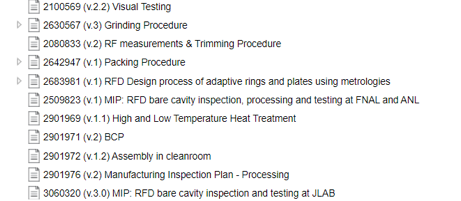 2100569 (v.2.2) Visual Testing
2630567 (v.3) Grinding Procedure
2080833 (v.2) RF measurements & Trimming Procedure
2642947 (v.1) Packing Procedure
2683981 (v.1) RFD Design process of adaptive rings and plates using metrologies
2509823 (v.1) MIP: RFD bare cavity inspection, processing and testing at FNAL and ANL
2901969 (v.1.1) High and Low Temperature Heat Treatment
2901971 (v.2) BCP
2901972 (v.1.2) Assembly in cleanroom
2901976 (v.2) Manufacturing Inspection Plan - Processing
3060320 (v.3.0) MIP: RFD bare cavity inspection and testing at JLAB